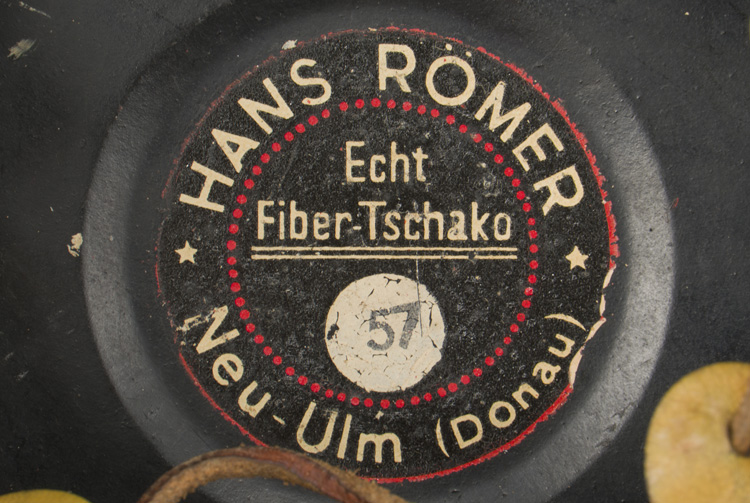 HANS RÖMER
Echt
Fiber-Tschako
57
Neu-Ulm (Donau)